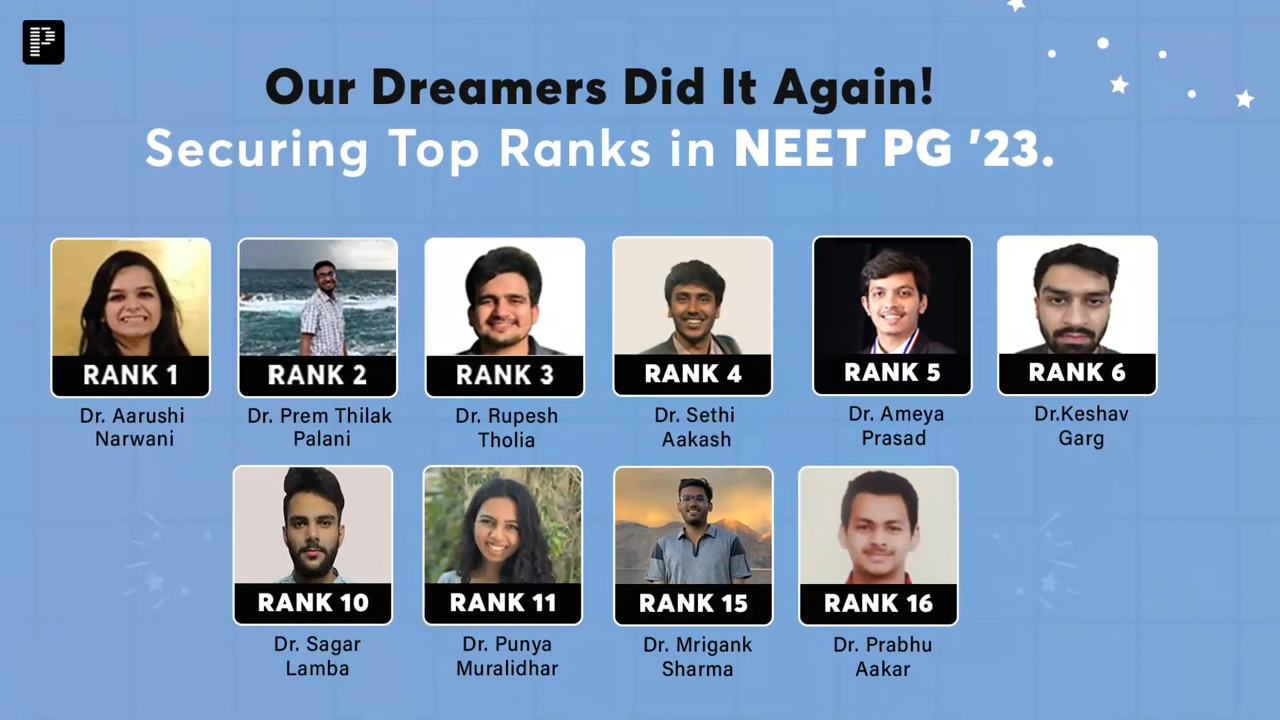 P
Our Dreamers Did It Again!
Securing Top Ranks in NEET PG '23.
RANK 1
RANK 2
RANK 3
RANK 4
RANK 5
RANK 6
Dr. Aarushi
Narwani
Dr. Prem Thilak
Palani
Dr. Rupesh
Tholia
Dr. Sethi
Aakash
Dr. Ameya
Prasad
Dr.Keshav
Garg
RANK 10
RANK 11
RANK 15
RANK 16
Dr. Sagar
Lamba
Dr. Punya
Muralidhar
Dr. Mrigank
Sharma
Dr. Prabhu
Aakar